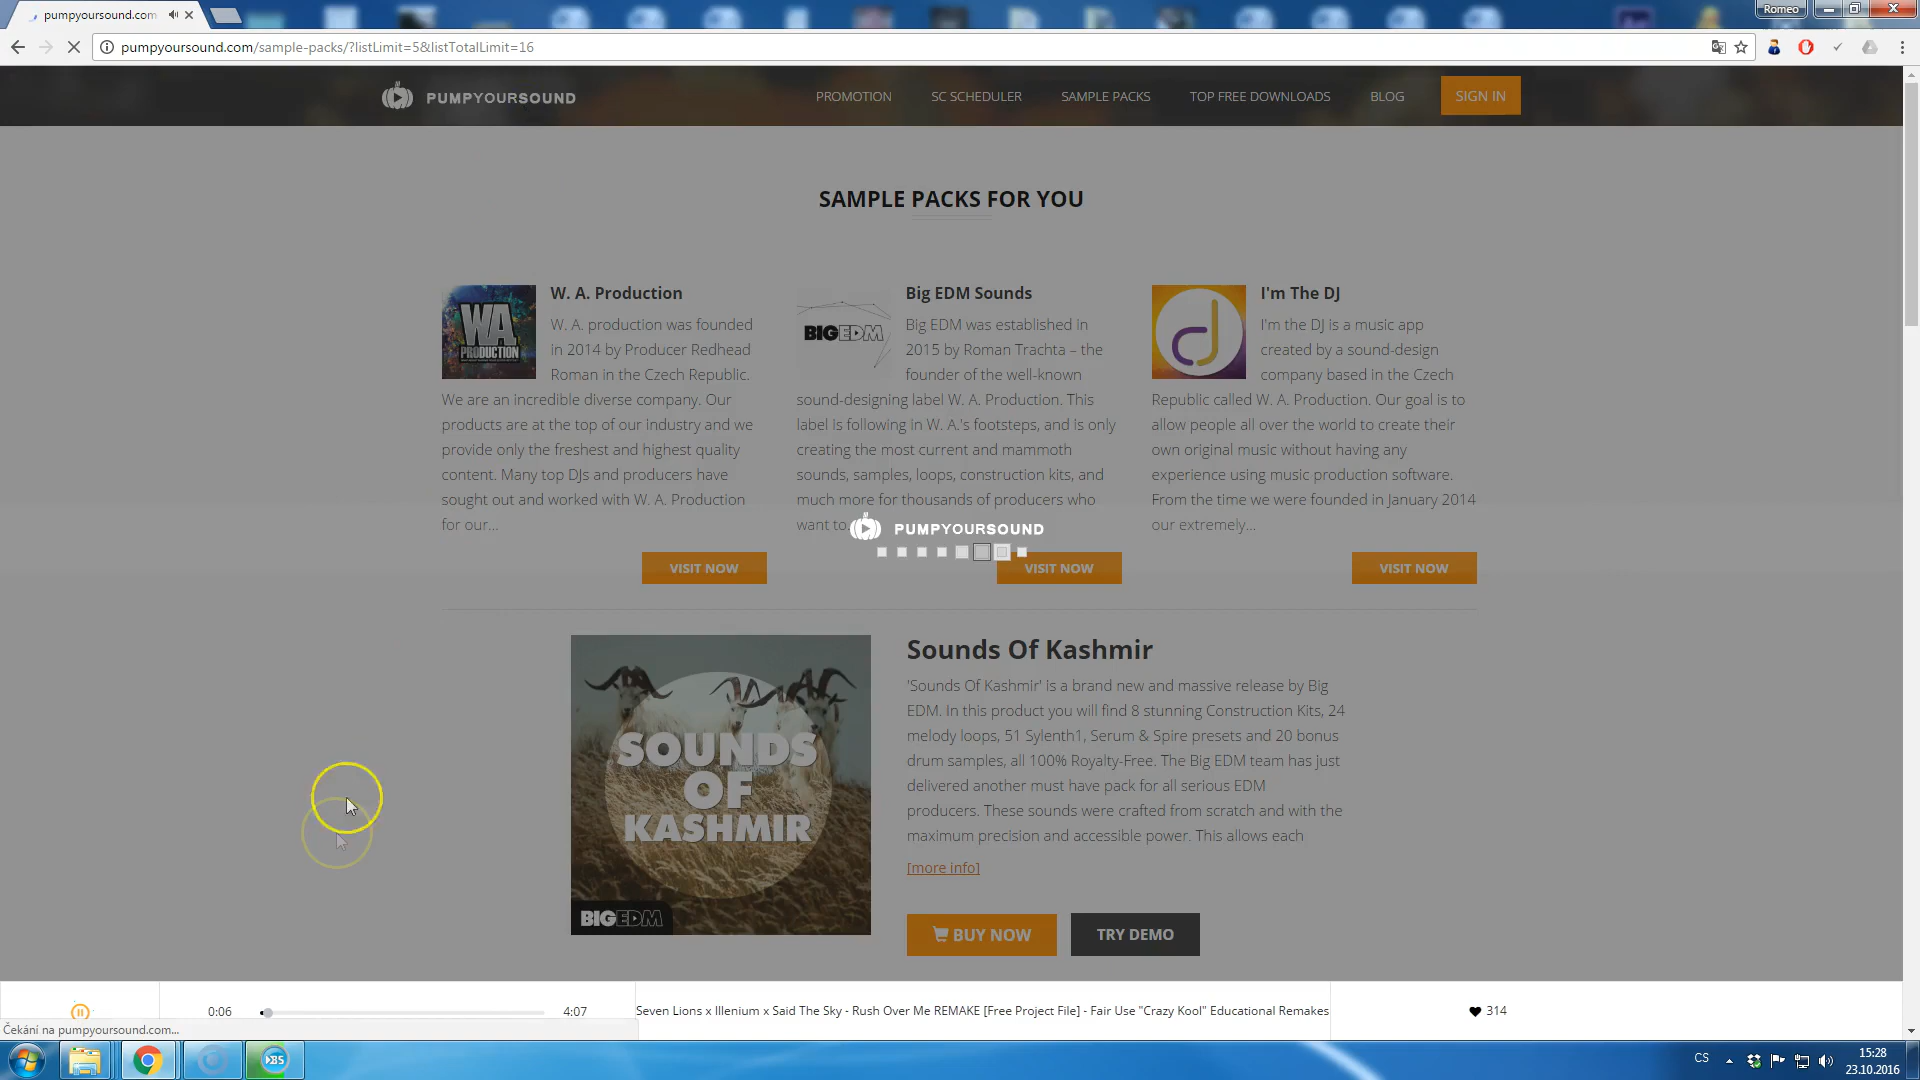 pumpyoursound.com
Romeo
pumpyoursound.com/sample-packs/?listLimit=5&listTotalLimit=16
PUMPYOURSOUND
PROMOTION
SC SCHEDULER
SAMPLE PACKS
TOP FREE DOWNLOADS
BLOG
SIGN IN
SAMPLE PACKS FOR YOU
WA
PRODUCTION
W. A. Production
W. A. production was founded
in 2014 by Producer Redhead
Roman in the Czech Republic.
We are an incredible diverse company. Our
products are at the top of our industry and we
provide only the freshest and highest quality
content. Many top DJs and producers have
sought out and worked with W. A. Production
for our...
VISIT NOW
BIGEDM
Big EDM Sounds
Big EDM was established in
2015 by Roman Trachta – the
founder of the well-known
sound-designing label W. A. Production. This
label Is following in W. A.'s footsteps, and is only
creating the most current and mammoth
sounds, samples, loops, construction kits, and
much more for thousands of producers who
want to
VISIT NOW
I'm The DJ
I'm the DJ is a music app
created by a sound-design
company based in the Czech
Republic called W. A. Production. Our goal is to
allow people all over the world to create their
own original music without having any
experience using music production software.
From the time we were founded in January 2014
our extremely...
VISIT NOW
PUMPYOURSOUND
SOUNDS
OF
KASHMIR
BIGEDM
Sounds Of Kashmir
'Sounds Of Kashmir' is a brand new and massive release by Big
EDM. In this product you will find 8 stunning Construction Kits, 24
melody loops, 51 Sylenth1, Serum & Spire presets and 20 bonus
drum samples, all 100% Royalty-Free. The Big EDM team has just
delivered another must have pack for all serious EDM
producers. These sounds were crafted from scratch and with the
maximum precision and accessible power. This allows each
[more info]
BUY NOW
TRY DEMO
0:06
4:07
Seven Lions x Illenium x Said The Sky - Rush Over Me REMAKE [Free Project File] - Fair Use "Crazy Kool" Educational Remakes
314
Čekání na pumpyoursound.com...
BS
CS
15:28
23.10.2016